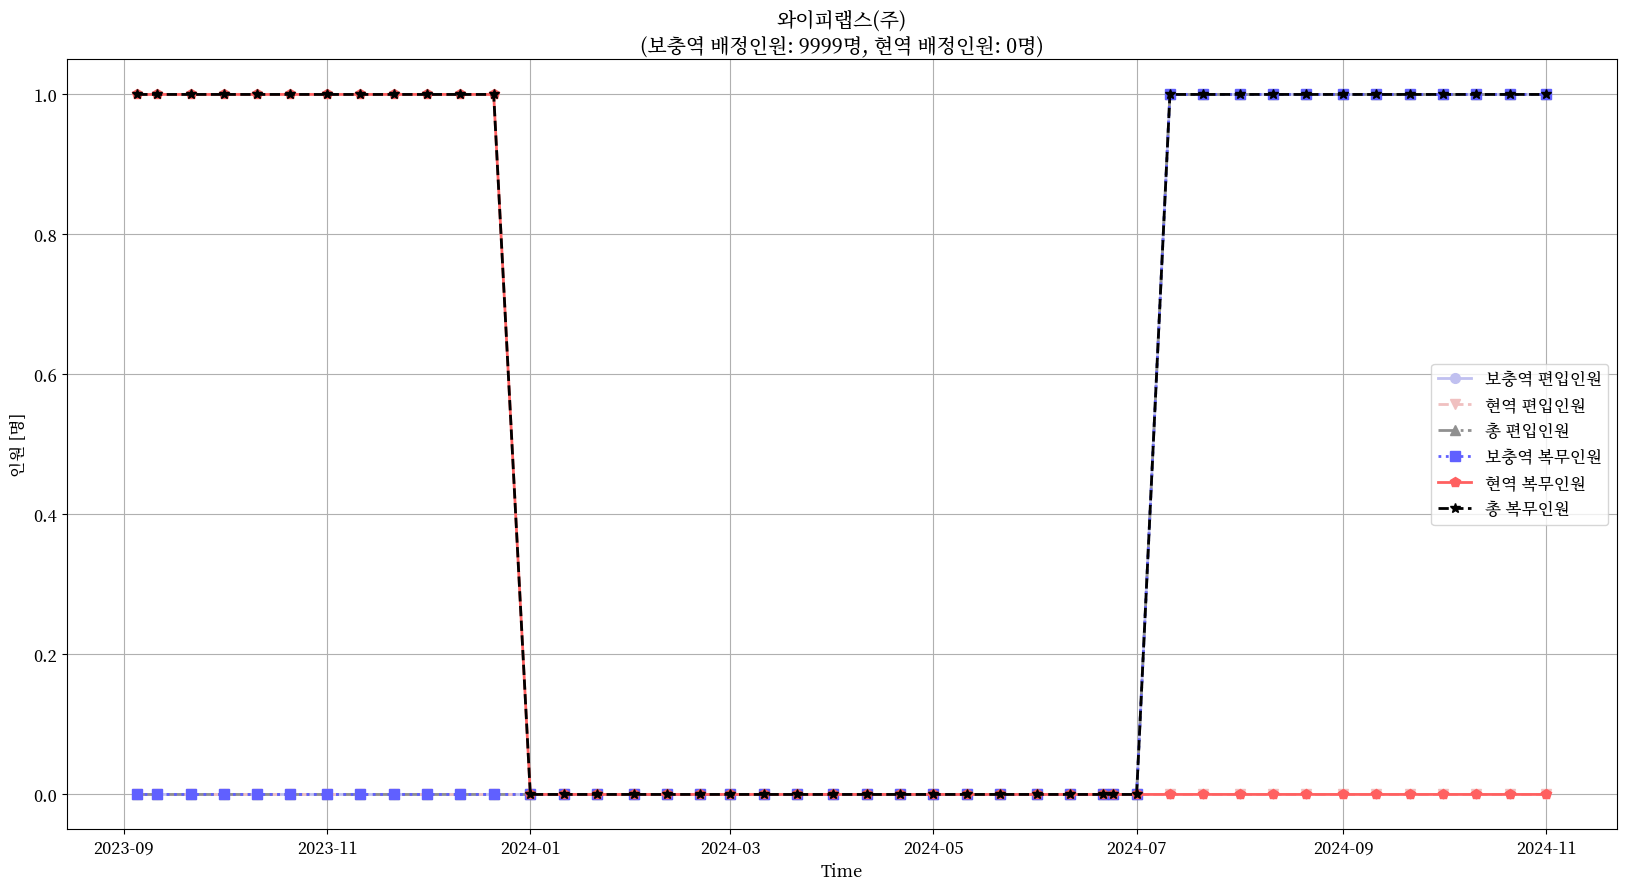 와이피랩스(주)
(보충역 배정인원: 9999명, 현역 배정인원: 0명)
1.0
0.8
0.6
0.4
0.2
0.0
인원 [명]
보충역 편입인원
현역 편입인원
총 편입인원
보충역 복무인원
현역 복무인원
총 복무인원
2023-09 2023-11 2024-01 2024-03 2024-05 2024-07 2024-09 2024-11
Time